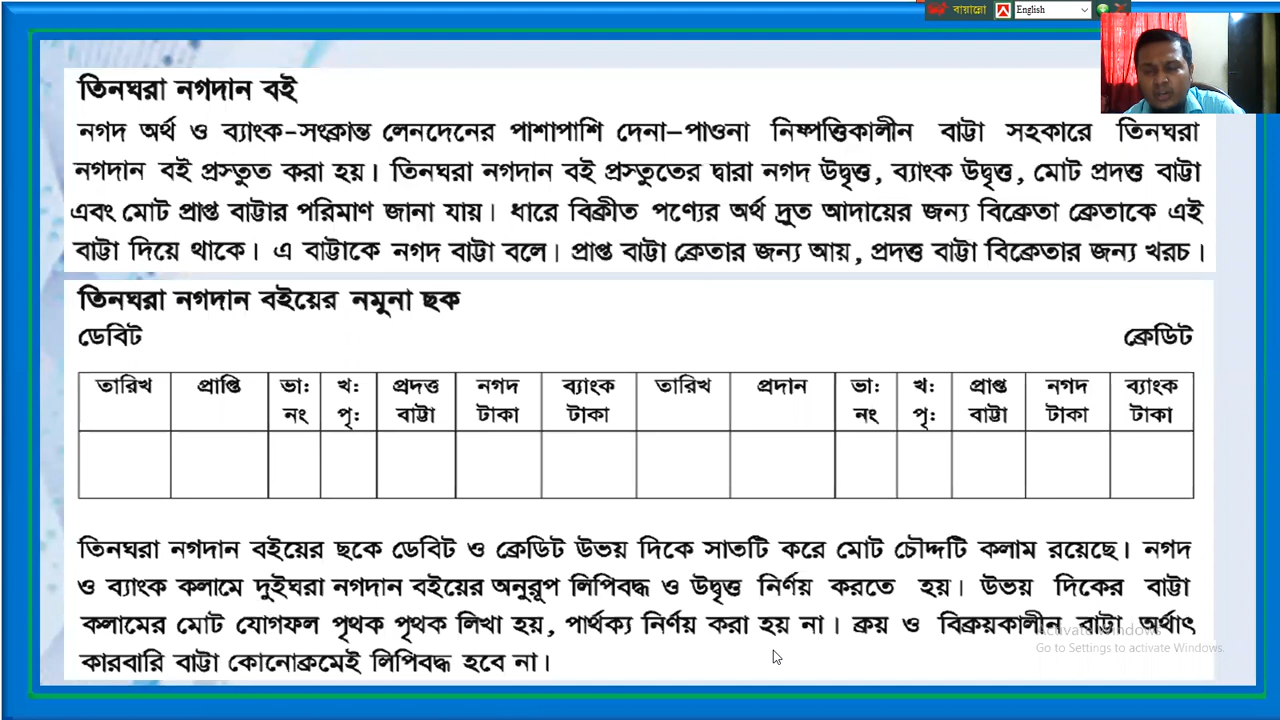 বায়ান্নো English
তিনঘরা নগদান বই
নগদ অর্থ ও ব্যাংক-সংক্রান্ত লেনদেনের পাশাপাশি দেনা-পাওনা নিষ্পত্তিকালীন বাট্টা সহকারে তিনঘরা
নগদান বই প্রস্তুত করা হয়। তিনঘরা নগদান বই প্রস্তুতের দ্বারা নগদ উদ্বৃত্ত, ব্যাংক উদ্বৃত্ত, মোট প্রদত্ত বাট্টা
এবং মোট প্রাপ্ত বাট্টার পরিমাণ জানা যায়। ধারে বিক্রীত পণ্যের অর্থ দ্রুত আদায়ের জন্য বিক্রেতা ক্রেতাকে এই
বাট্টা দিয়ে থাকে। এ বাট্টাকে নগদ বাট্টা বলে। প্রাপ্ত বাট্টা ক্রেতার জন্য আয়, প্রদত্ত বাট্টা বিক্রেতার জন্য খরচ।
তিনঘরা নগদান বইয়ের নমুনা ছক
ডেবিট ক্রেডিট
তারিখ প্রাপ্তি ভা: খ: প্রদত্ত নগদ ব্যাংক তারিখ প্রদান ভা: খ: প্রাপ্ত নগদ ব্যাংক
নং পৃ: বাট্টা টাকা টাকা নং পৃ: বাট্টা টাকা টাকা
তিনঘরা নগদান বইয়ের ছকে ডেবিট ও ক্রেডিট উভয় দিকে সাতটি করে মোট চৌদ্দটি কলাম রয়েছে। নগদ
ও ব্যাংক কলামে দুইঘরা নগদান বইয়ের অনুরূপ লিপিবদ্ধ ও উদ্বৃত্ত নির্ণয় করতে হয়। উভয় দিকের বাট্টা
কলামের মোট যোগফল পৃথক পৃথক লিখা হয়, পার্থক্য নির্ণয় করা হয় না। ক্রয় ও বিক্রয়কালীন বাট্টা অর্থাৎ
কারবারি বাট্টা কোনোক্রমেই লিপিবদ্ধ হবে না।
Activate Windows
Go to Settings to activate Windows.